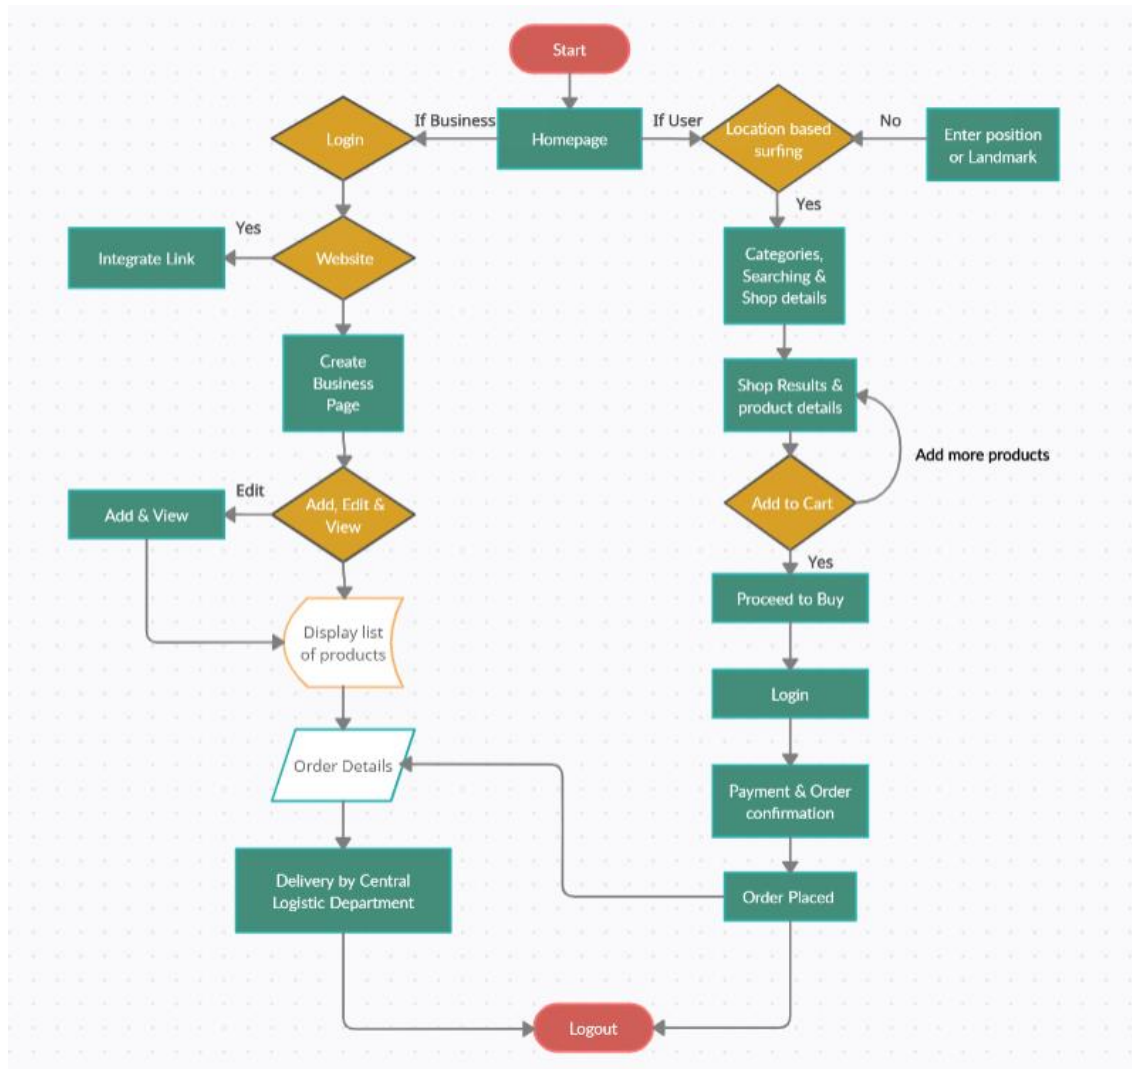 Start
If Business
Homepage
If User
Login
Location based
surfing
No
Enter position
or Landmark
Yes
Yes
Integrate Link
Website
Categories,
Searching &
Shop details
Create
Business
Page
Shop Results &
product details
Add more products
Edit
Add & View
Add, Edit &
View
Add to Cart
Yes
Proceed to Buy
Display list
of products
Login
Order Details
Payment & Order
confirmation
Delivery by Central
Logistic Department
Order Placed
Logout